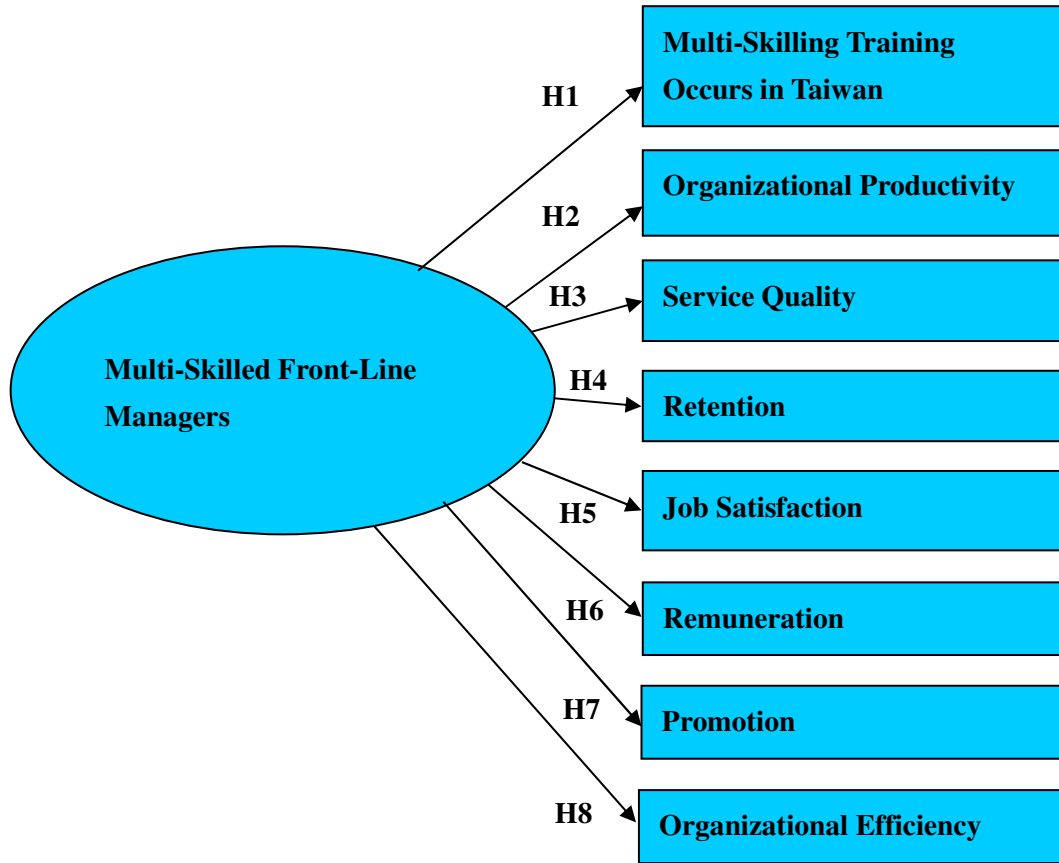 Multi-Skilling Training
Occurs in Taiwan
H1
Organizational Productivity
H2
Service Quality
H3
Multi-Skilled Front-Line
Managers
H4
Retention
Job Satisfaction
H5
Remuneration
H6
Promotion
H7
Organizational Efficiency
H8